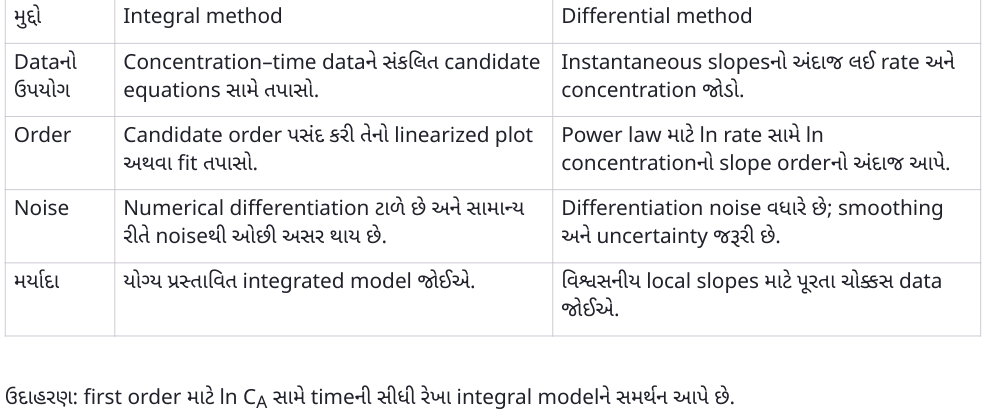 મુદ્દો Integral method Differential method
Dataનો Concentration–time dataને સંકલિત candidate Instantaneous slopesનો અંદાજ લઈ rate અને
ઉપયોગ equations સામે તપાસો. concentration જોડો.
Order Candidate order પસંદ કરી તેનો linearized plot Power law માટે ln rate સામે ln
અથવા fit તપાસો. concentrationનો slope orderનો અંદાજ આપે.
Noise Numerical differentiation ટાળે છે અને સામાન્ય Differentiation noise વધારે છે; smoothing
રીતે noiseથી ઓછી અસર થાય છે. અને uncertainty જરૂરી છે.
મર્યાદા યોગ્ય પ્રસ્તાવિત integrated model જોઈએ. વિશ્વસનીય local slopes માટે પૂરતા ચોક્કસ data
જોઈએ.
ઉદાહરણ: first order માટે ln C_A સામે timeની સીધી રેખા integral modelને સમર્થન આપે છે.